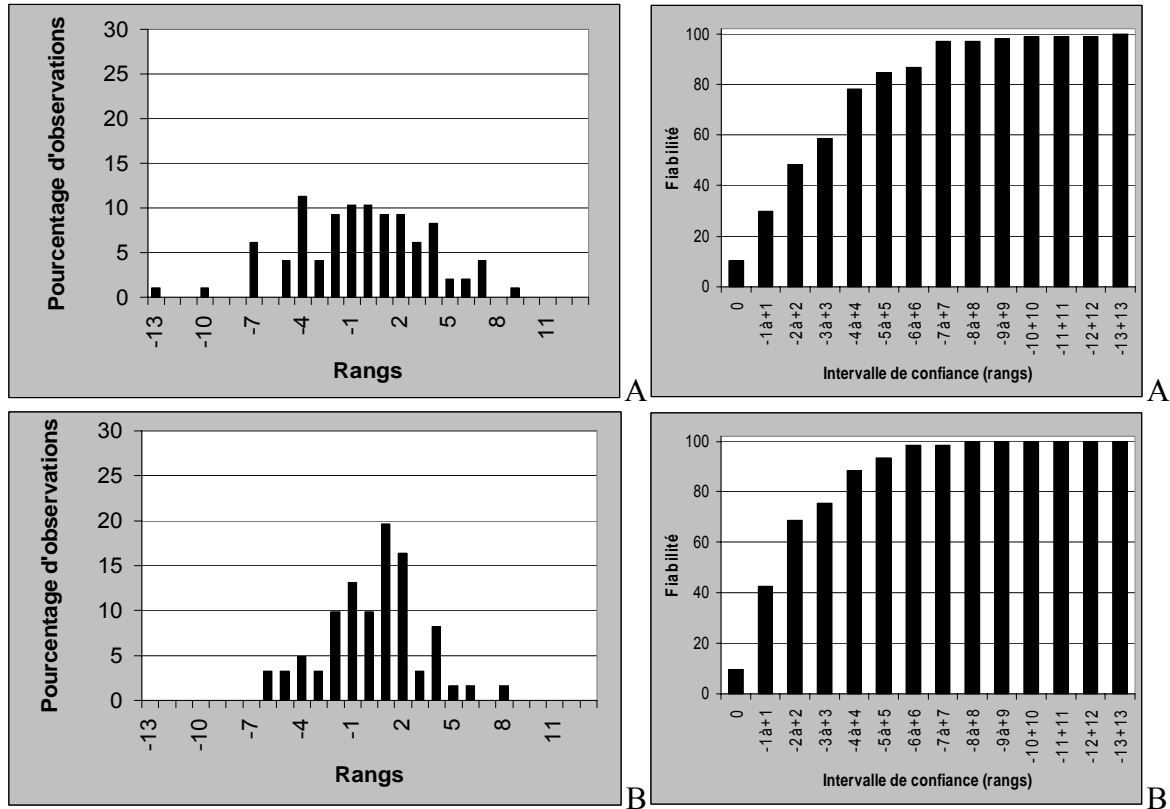 Pourcentage d'observations
30
25
20
15
10
5
0
-13
-10
-7
-4
-1
2
5
8
11
Rangs
A
Fiabilité
100
80
60
40
20
0
0
-1à+1
-2à+2
-3à+3
-4à+4
-5à+5
-6à+6
-7à+7
-8à+8
-9à+9
-10+10
-11+11
-12+12
-13+13
Intervalle de confiance (rangs)
A
Pourcentage d'observations
30
25
20
15
10
5
0
-13
-10
-7
-4
-1
2
5
8
11
Rangs
B
Fiabilité
100
80
60
40
20
0
0
-1à+1
-2à+2
-3à+3
-4à+4
-5à+5
-6à+6
-7à+7
-8à+8
-9à+9
-10+10
-11+11
-12+12
-13+13
Intervalle de confiance (rangs)
B